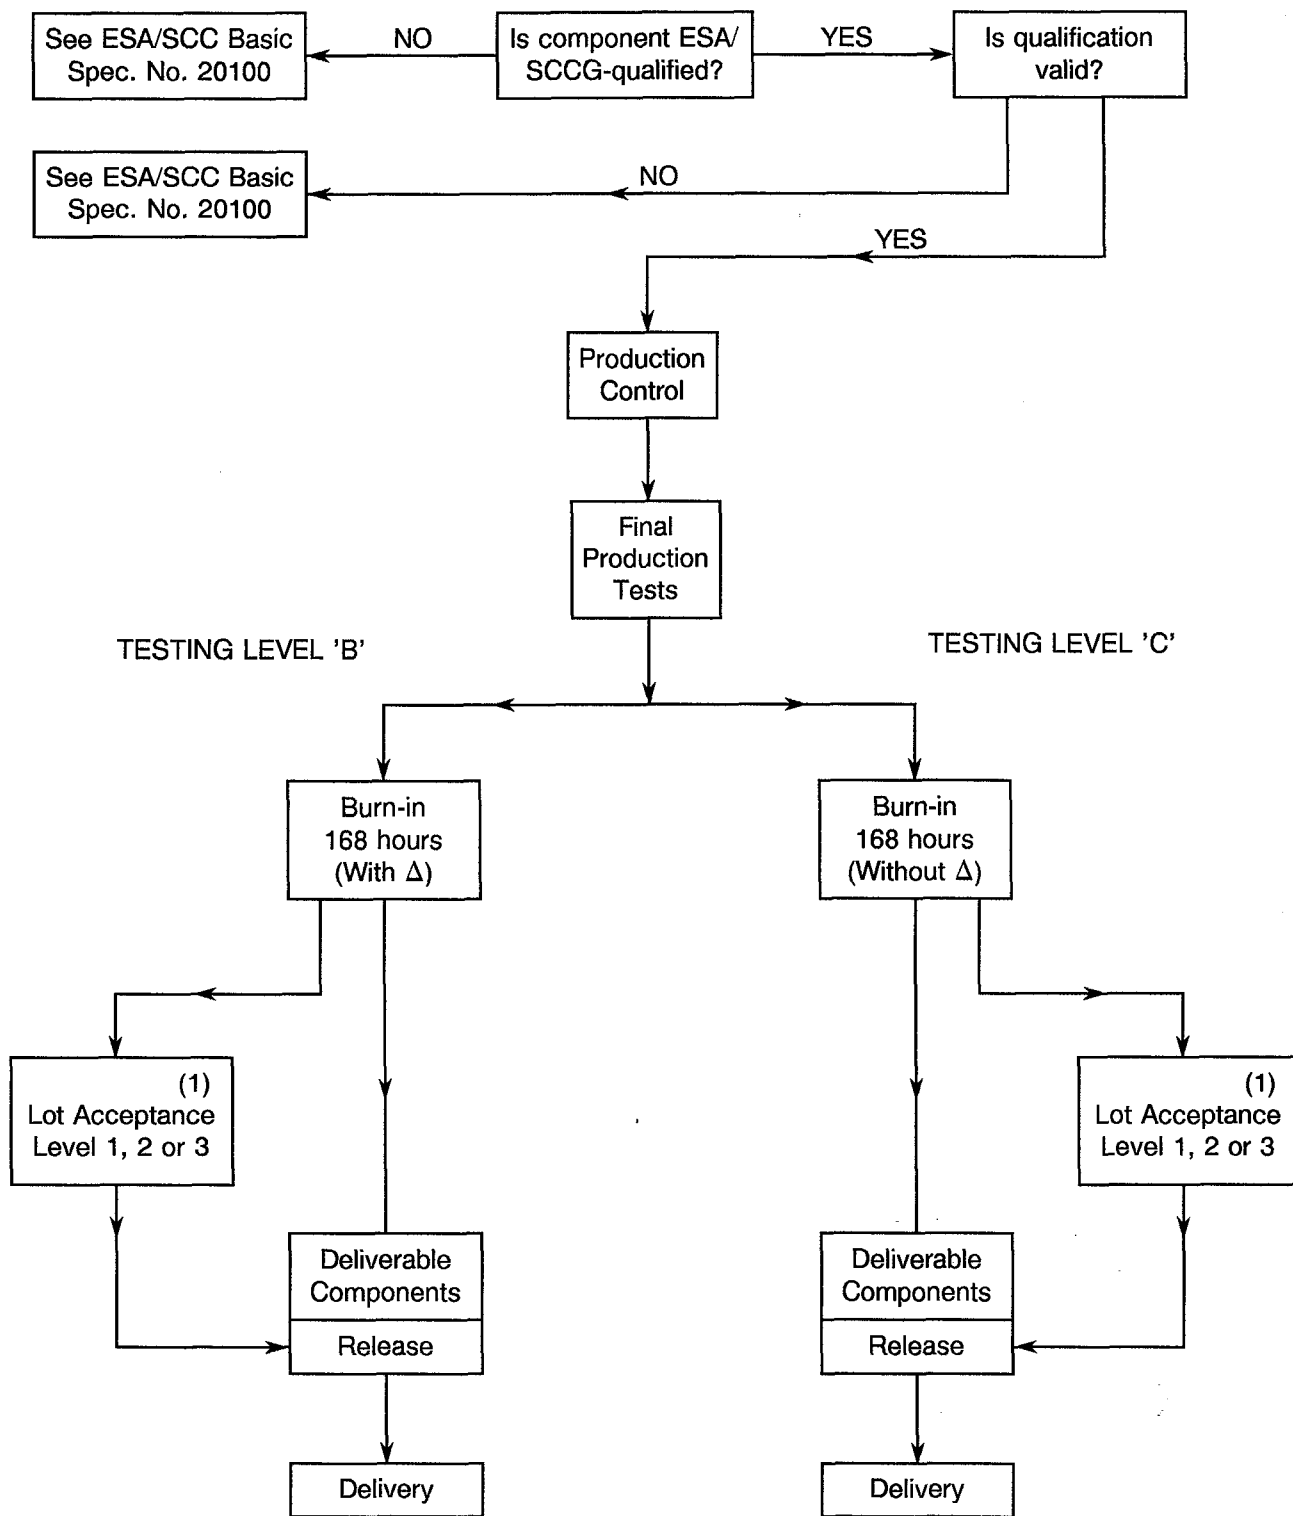 See ESA/SCC Basic
Spec. No. 20100
NO
Is component ESA/
SCCG-qualified?
YES
Is qualification
valid?
See ESA/SCC Basic
Spec. No. 20100
NO
YES
Production
Control
Final
Production
Tests
TESTING LEVEL 'B'
TESTING LEVEL 'C'
Burn-in
168 hours
(With Δ)
Burn-in
168 hours
(Without Δ)
(1)
Lot Acceptance
Level 1, 2 or 3
(1)
Lot Acceptance
Level 1, 2 or 3
Deliverable
Components
Release
Deliverable
Components
Release
Delivery
Delivery